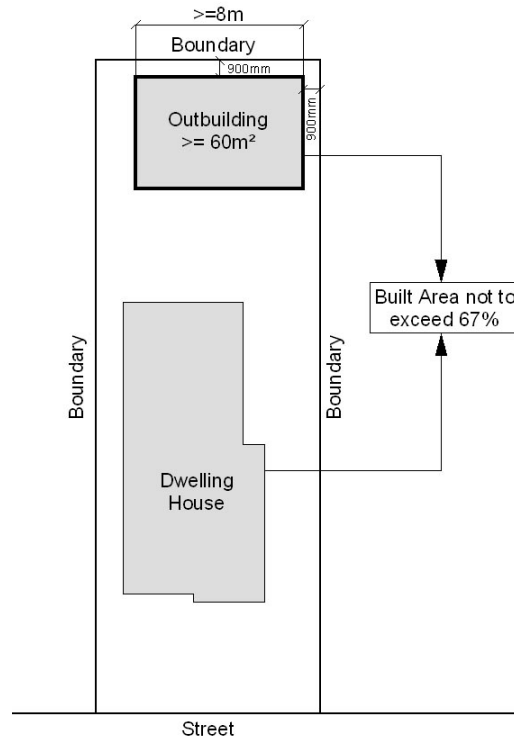 >=8m
Boundary
900mm
900mm
Outbuilding
>= 60m²
Built Area not to
exceed 67%
Boundary
Boundary
Dwelling
House
Street